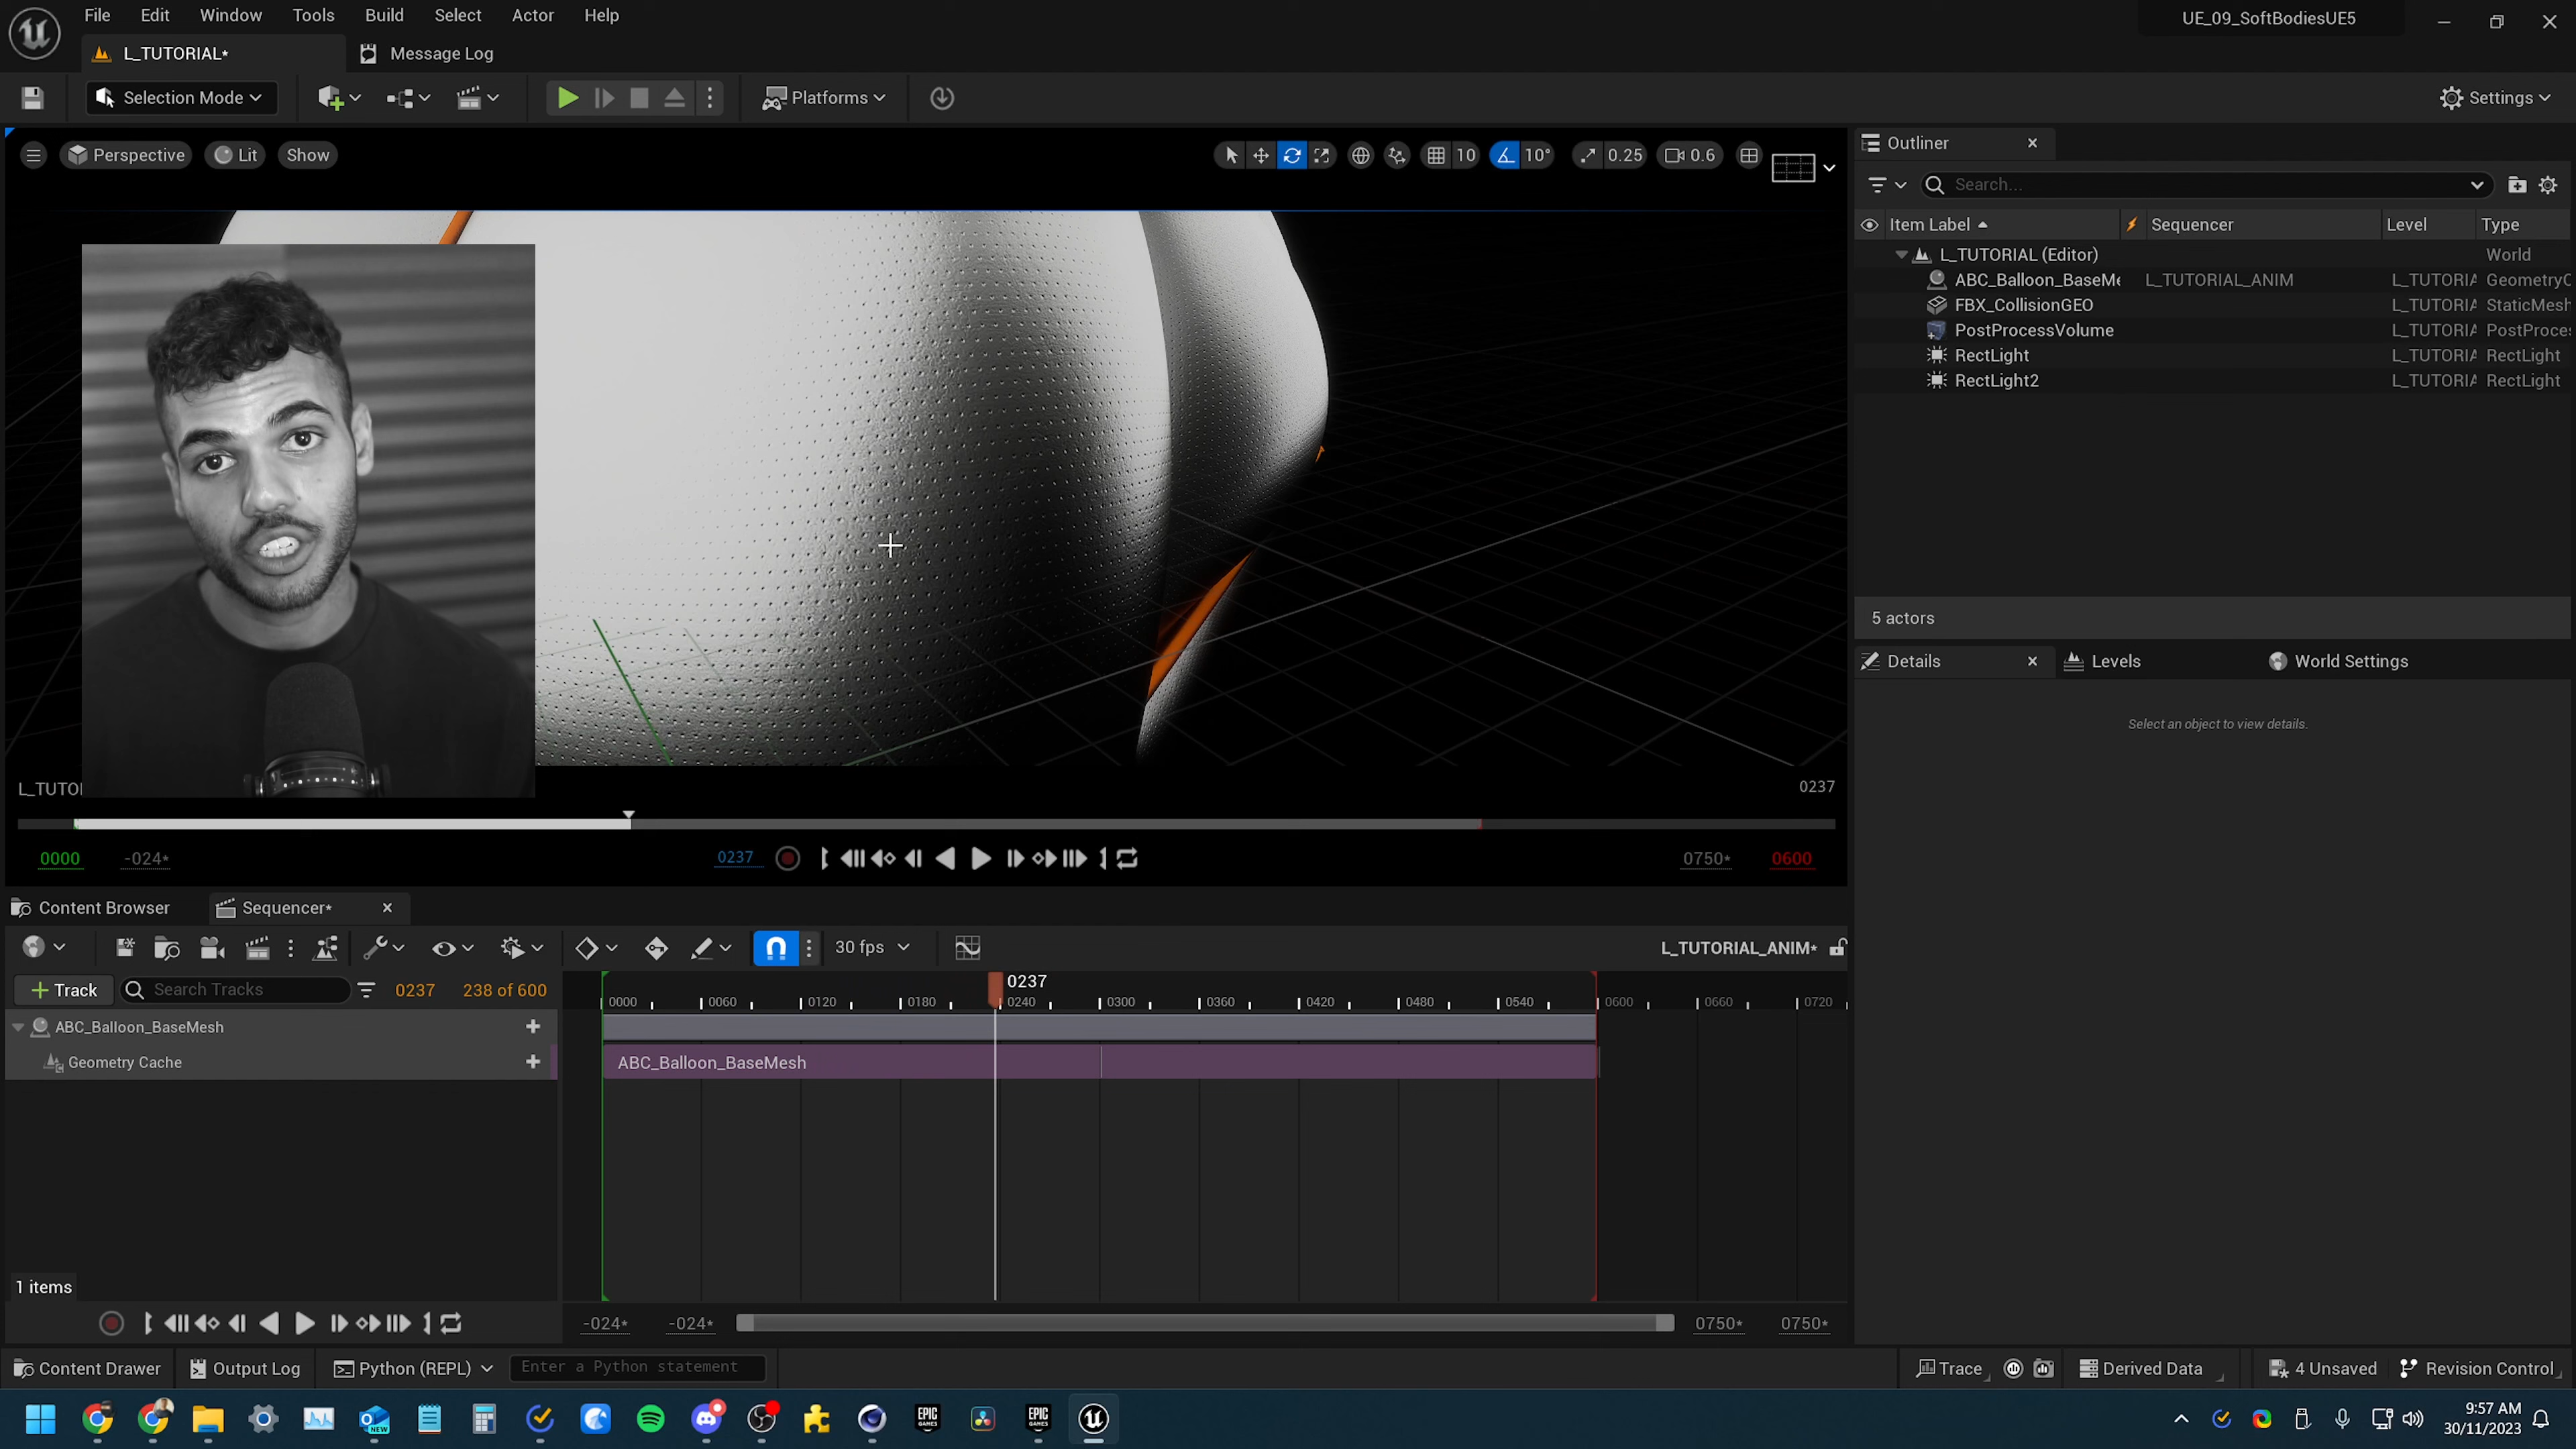 File Edit Window Tools Build Select Actor Help
UE_09_SoftBodiesUE5
L_TUTORIAL*
Message Log
Selection Mode
Platforms
Settings
Perspective
Lit
Show
10
10°
0.25
0.6
Outliner
Search...
Item Label
Sequencer
Level
Type
L_TUTORIAL (Editor)
World
ABC_Balloon_BaseMe
L_TUTORIAL_ANIM
L_TUTORIA
GeometryC
FBX_CollisionGEO
L_TUTORIA
StaticMesh
PostProcessVolume
L_TUTORIA
PostProce
RectLight
L_TUTORIA
RectLight
RectLight2
L_TUTORIA
RectLight
5 actors
Details
Levels
World Settings
Select an object to view details.
L_TUTO
0237
0000
-024*
0237
0750*
0600
Content Browser
Sequencer*
30 fps
L_TUTORIAL_ANIM*
Track
Search Tracks
0237
238 of 600
0237
0000 0060 0120 0180 0240 0300 0360 0420 0480 0540 0600 0660 0720
ABC_Balloon_BaseMesh
Geometry Cache
ABC_Balloon_BaseMesh
1 items
-024*
-024*
0750*
0750*
Content Drawer
Output Log
Python (REPL)
Enter a Python statement
Trace
Derived Data
4 Unsaved
Revision Control
NEW
EPIC
GAMES
EPIC
GAMES
9:57 AM
30/11/2023